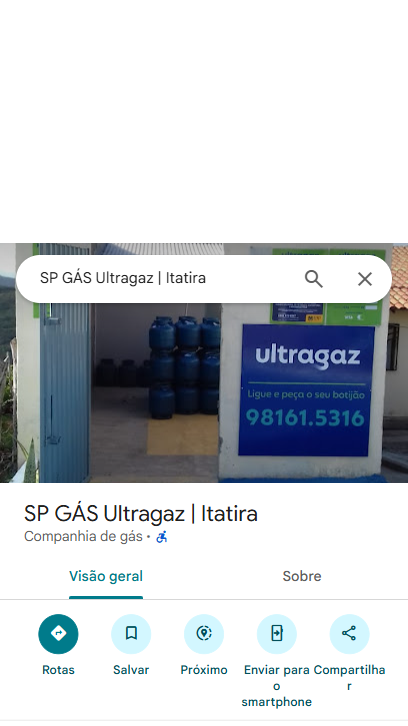 SP GÁS Ultragaz | Itatira
ultragaz
Ligue e peça o seu botijão
98161.5316
SP GÁS Ultragaz | Itatira
Companhia de gás ·
Visão geral
Sobre
Rotas
Salvar
Próximo
Enviar para
o
smartphone
Compartilha
r